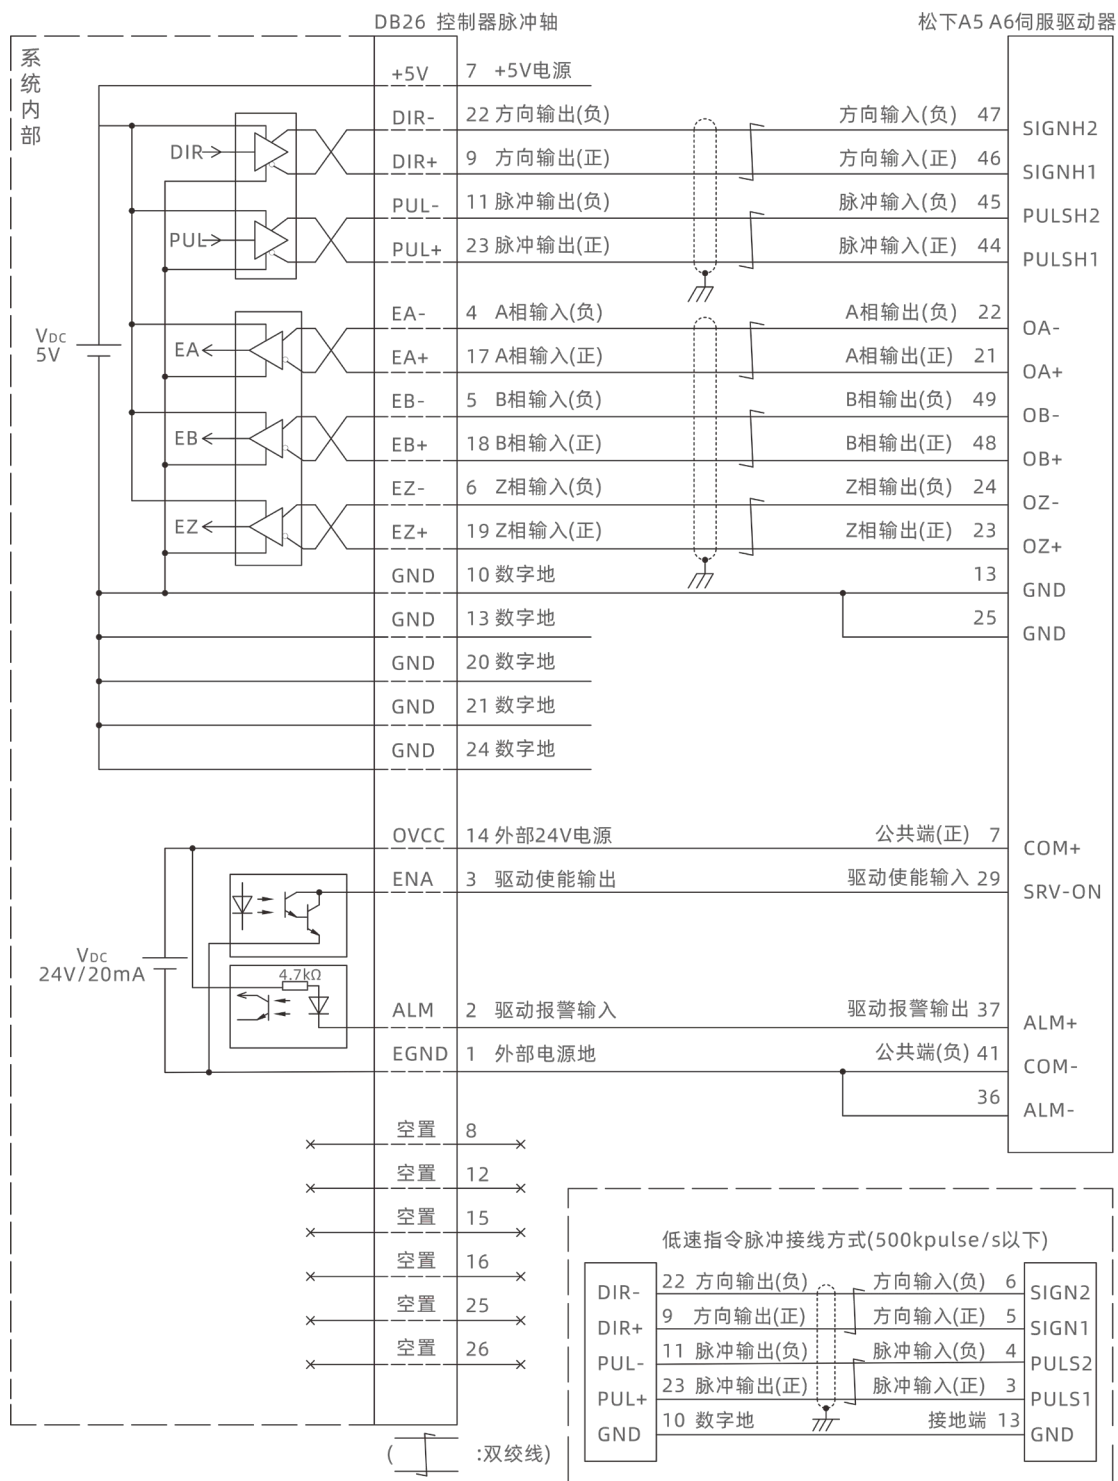 DB26 控制器脉冲轴 松下A5 A6伺服驱动器
系统内部
+5V 7 +5V电源
DIR- 22 方向输出(负) 方向输入(负) 47 SIGNH2
DIR DIR+ 9 方向输出(正) 方向输入(正) 46 SIGNH1
PUL- 11 脉冲输出(负) 脉冲输入(负) 45 PULSH2
PUL PUL+ 23 脉冲输出(正) 脉冲输入(正) 44 PULSH1
EA- 4 A相输入(负) A相输出(负) 22 OA-
VDC
5V
EA EA+ 17 A相输入(正) A相输出(正) 21 OA+
EB- 5 B相输入(负) B相输出(负) 49 OB-
EB EB+ 18 B相输入(正) B相输出(正) 48 OB+
EZ- 6 Z相输入(负) Z相输出(负) 24 OZ-
EZ EZ+ 19 Z相输入(正) Z相输出(正) 23 OZ+
GND 10 数字地 13 GND
GND 13 数字地 25 GND
GND 20 数字地
GND 21 数字地
GND 24 数字地
OVCC 14 外部24V电源 公共端(正) 7 COM+
ENA 3 驱动使能输出 驱动使能输入 29 SRV-ON
VDC
24V/20mA
4.7kΩ
ALM 2 驱动报警输入 驱动报警输出 37 ALM+
EGND 1 外部电源地 公共端(负) 41 COM-
36 ALM-
空置 8
空置 12
空置 15
空置 16
空置 25
空置 26
低速指令脉冲接线方式(500kpulse/s以下)
DIR- 22 方向输出(负) 方向输入(负) 6 SIGN2
DIR+ 9 方向输出(正) 方向输入(正) 5 SIGN1
PUL- 11 脉冲输出(负) 脉冲输入(负) 4 PULS2
PUL+ 23 脉冲输出(正) 脉冲输入(正) 3 PULS1
GND 10 数字地 接地端 13 GND
( :双绞线)